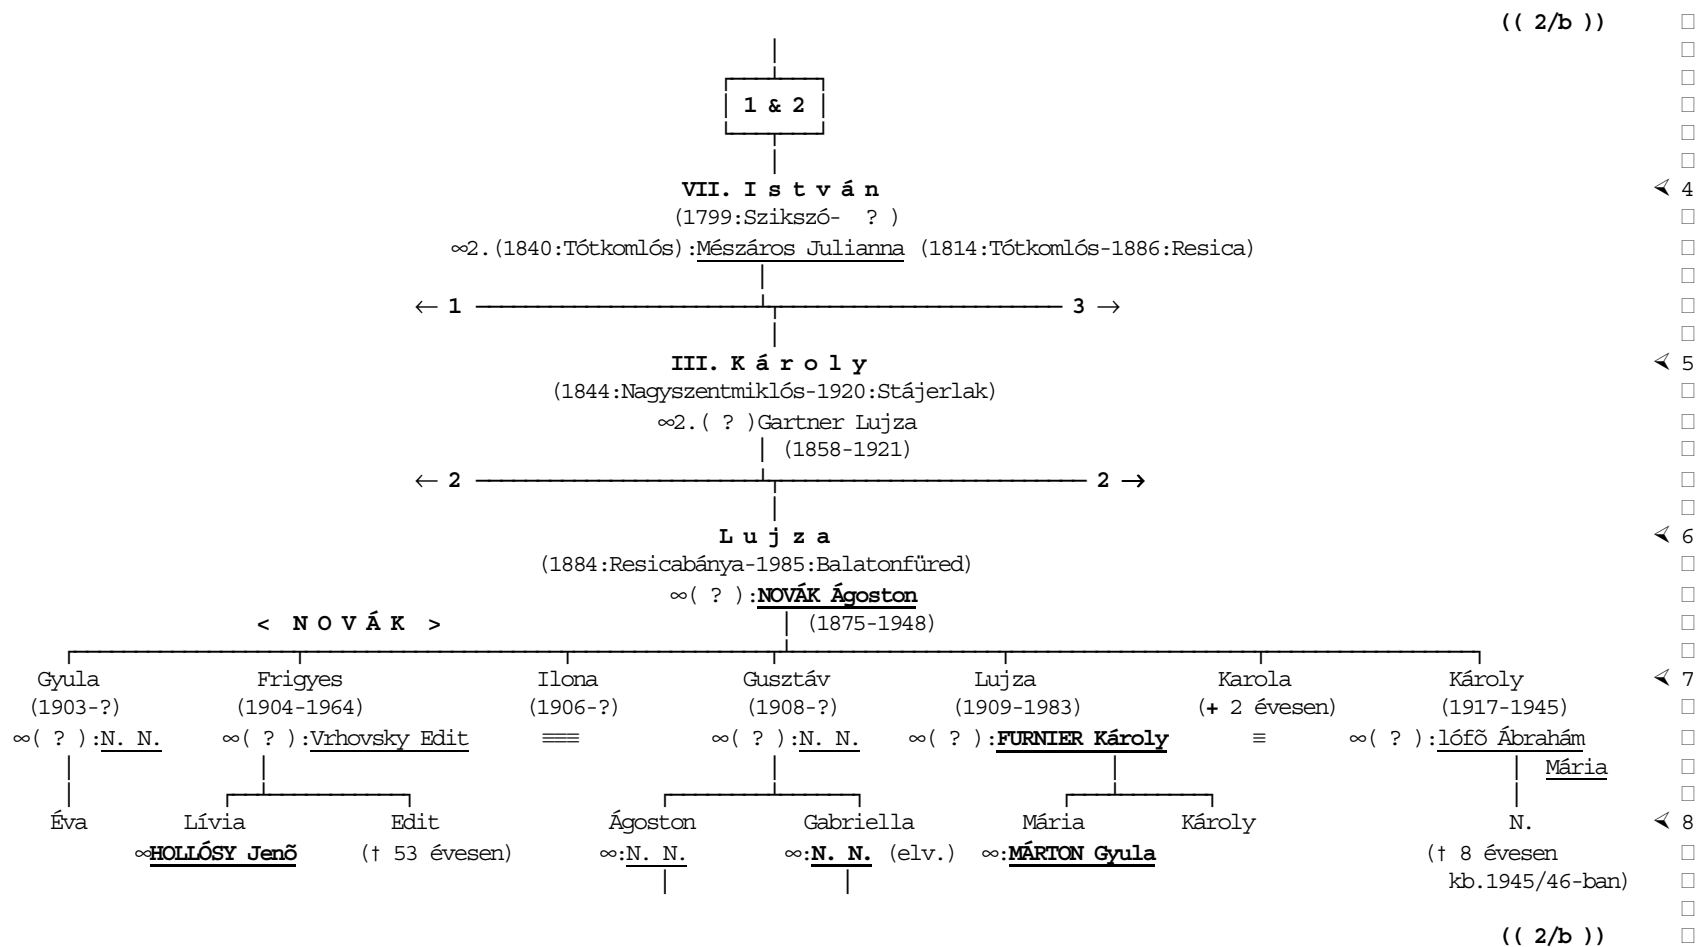 (( 2/b ))
1 & 2
VII. I s t v á n
4
(1799:Szikszó- ? )
∞2.(1840:Tótkomlós):Mészáros Julianna (1814:Tótkomlós-1886:Resica)
← 1 3 →
III. K á r o l y
5
(1844:Nagyszentmiklós-1920:Stájerlak)
∞2.( ? )Gartner Lujza
(1858-1921)
← 2 2 →
L u j z a
6
(1884:Resicabánya-1985:Balatonfüred)
∞( ? ):NOVÁK Ágoston
< N O V Á K > (1875-1948)
Gyula Frigyes Ilona Gusztáv Lujza Karola Károly
7
(1903-?) (1904-1964) (1906-?) (1908-?) (1909-1983) (+ 2 évesen) (1917-1945)
∞( ? ):N. N. ∞( ? ):Vrhovsky Edit ≡≡≡ ∞( ? ):N. N. ∞( ? ):FURNIER Károly ≡ ∞( ? ):lófõ Ábrahám
Mária
Éva Lívia Edit Ágoston Gabriella Mária Károly N.
8
∞HOLLÓSY Jenõ († 53 évesen) ∞:N. N. ∞:N. N. (elv.) ∞:MÁRTON Gyula († 8 évesen
kb.1945/46-ban)
(( 2/b ))